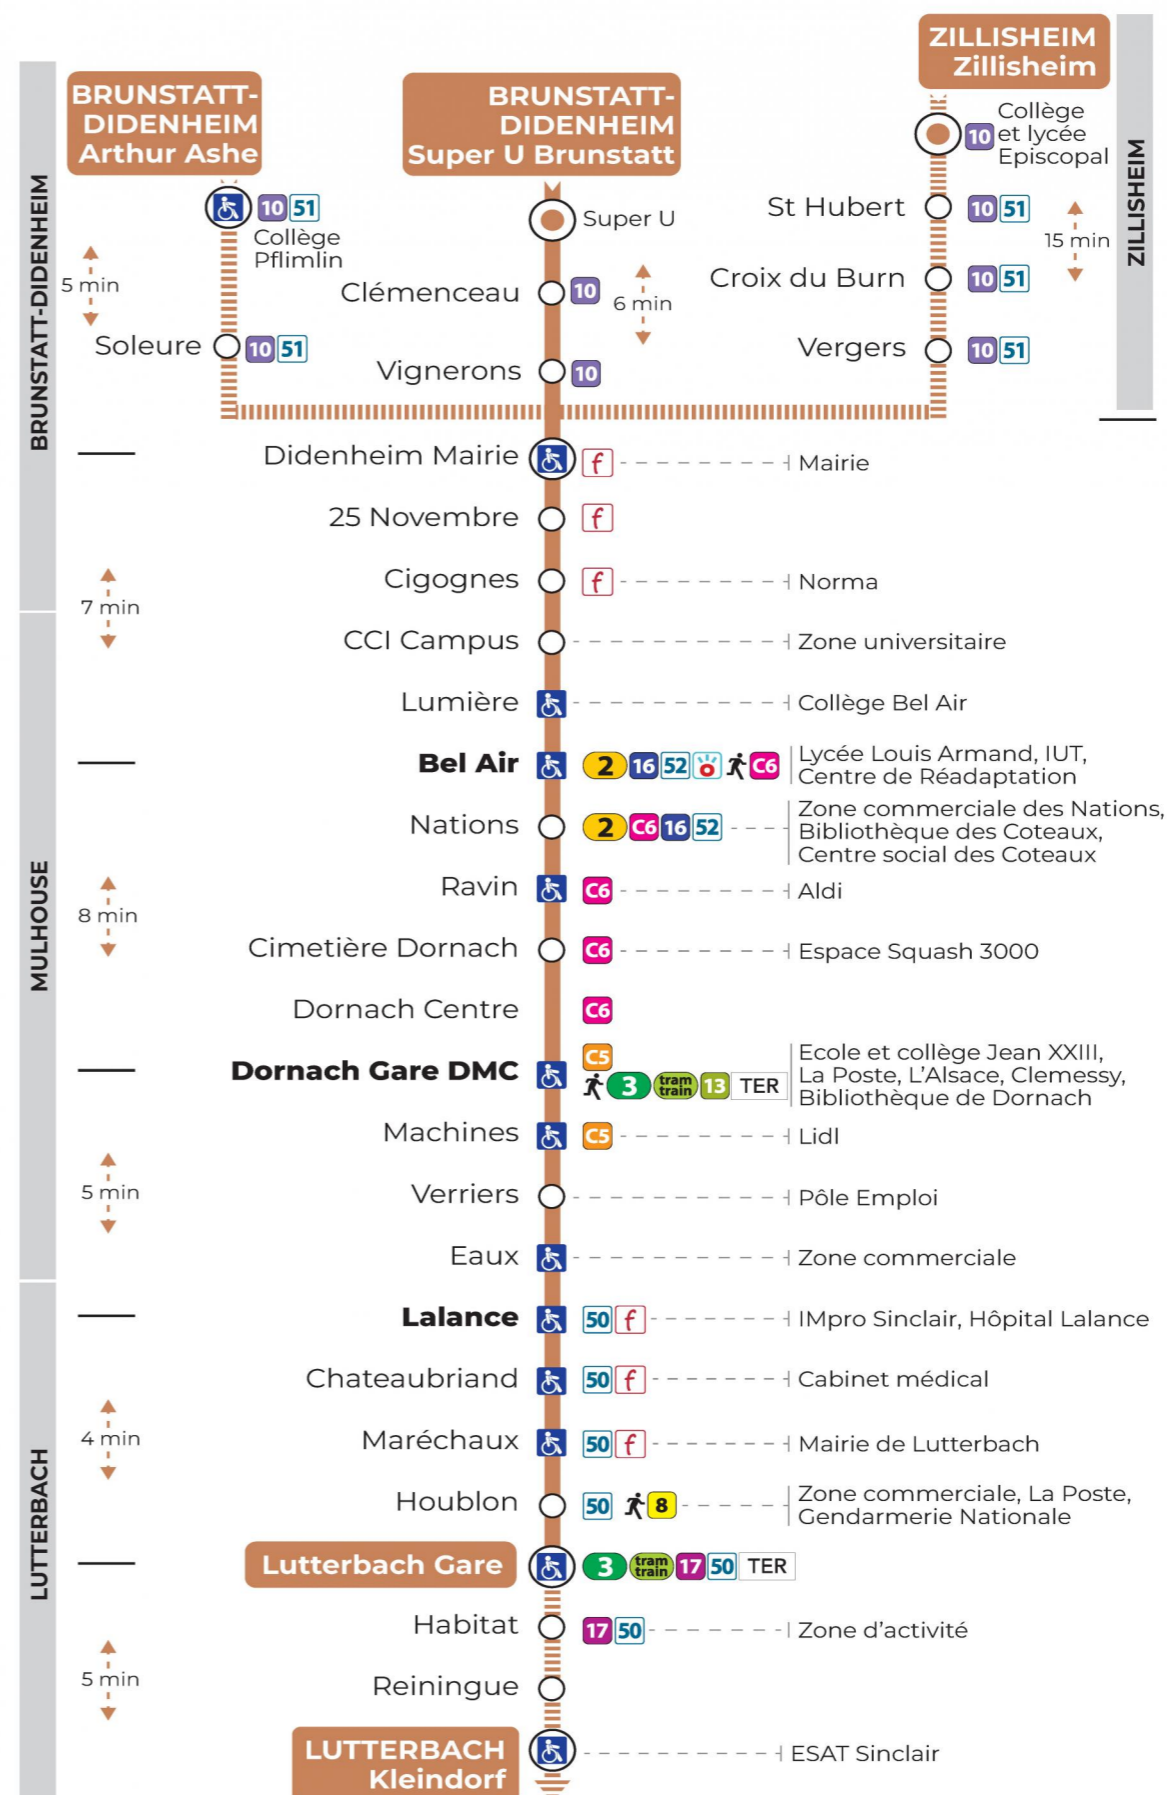 ZILLISHEIM
Zillisheim
BRUNSTATT-
DIDENHEIM
Arthur Ashe
BRUNSTATT-
DIDENHEIM
Super U Brunstatt
BRUNSTATT-DIDENHEIM
ZILLISHEIM
10 51
Collège
Pflimlin
5 min
Soleure 10 51
Super U
Clémenceau 10
6 min
Vignerons 10
10 Collège
et lycée
Episcopal
St Hubert 10 51
15 min
Croix du Burn 10 51
Vergers 10 51
Didenheim Mairie f Mairie
25 Novembre f
Cigognes f Norma
7 min
CCI Campus Zone universitaire
Lumière Collège Bel Air
MULHOUSE
Bel Air 2 16 52 C6 Lycée Louis Armand, IUT,
Centre de Réadaptation
Nations 2 C6 16 52 Zone commerciale des Nations,
Bibliothèque des Coteaux,
Centre social des Coteaux
Ravin C6 Aldi
8 min
Cimetière Dornach C6 Espace Squash 3000
Dornach Centre C6
Dornach Gare DMC C5
3 tram train 13 TER
Ecole et collège Jean XXIII,
La Poste, L'Alsace, Clemessy,
Bibliothèque de Dornach
Machines C5 Lidl
5 min
Verriers Pôle Emploi
Eaux Zone commerciale
LUTTERBACH
Lalance 50 f IMpro Sinclair, Hôpital Lalance
Chateaubriand 50 f Cabinet médical
4 min
Maréchaux 50 f Mairie de Lutterbach
Houblon 50 8 Zone commerciale, La Poste,
Gendarmerie Nationale
Lutterbach Gare 3 tram train 17 50 TER
Habitat 17 50 Zone d'activité
5 min
Reiningue
LUTTERBACH
Kleindorf
ESAT Sinclair